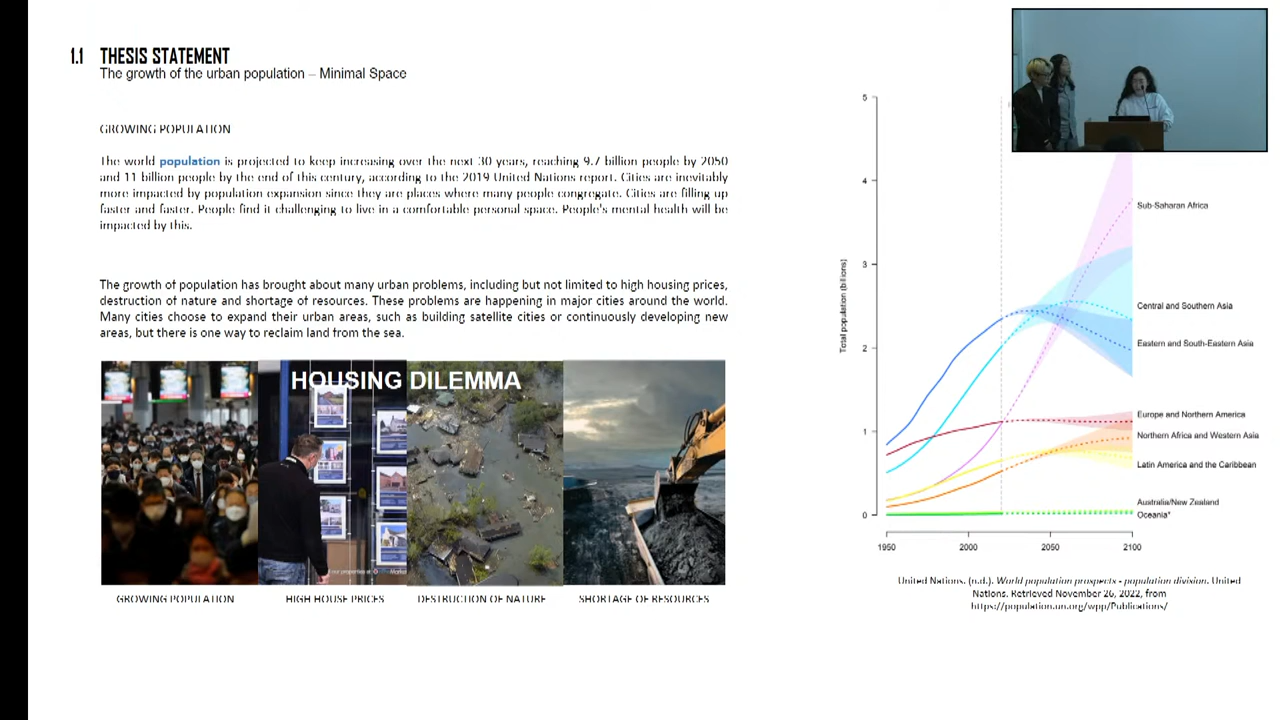 1.1 THESIS STATEMENT
The growth of the urban population – Minimal Space
GROWING POPULATION
The world population is projected to keep increasing over the next 30 years, reaching 9.7 billion people by 2050
and 11 billion people by the end of this century, according to the 2019 United Nations report. Cities are inevitably
more impacted by population expansion since they are places where many people congregate. Cities are filling up
faster and faster. People find it challenging to live in a comfortable personal space. People's mental health will be
impacted by this.
The growth of population has brought about many urban problems, including but not limited to high housing prices,
destruction of nature and shortage of resources. These problems are happening in major cities around the world.
Many cities choose to expand their urban areas, such as building satellite cities or continuously developing new
areas, but there is one way to reclaim land from the sea.
HOUSING DILEMMA
GROWING POPULATION
HIGH HOUSE PRICES
DESTRUCTION OF NATURE
SHORTAGE OF RESOURCES
Total population (billions)
5
4
3
2
1
0
1950
2000
2050
2100
Sub-Saharan Africa
Central and Southern Asia
Eastern and South-Eastern Asia
Europe and Northern America
Northern Africa and Western Asia
Latin America and the Caribbean
Australia/New Zealand
Oceania*
United Nations. (n.d.). World population prospects - population division. United
Nations. Retrieved November 26, 2022, from
https://population.un.org/wpp/Publications/